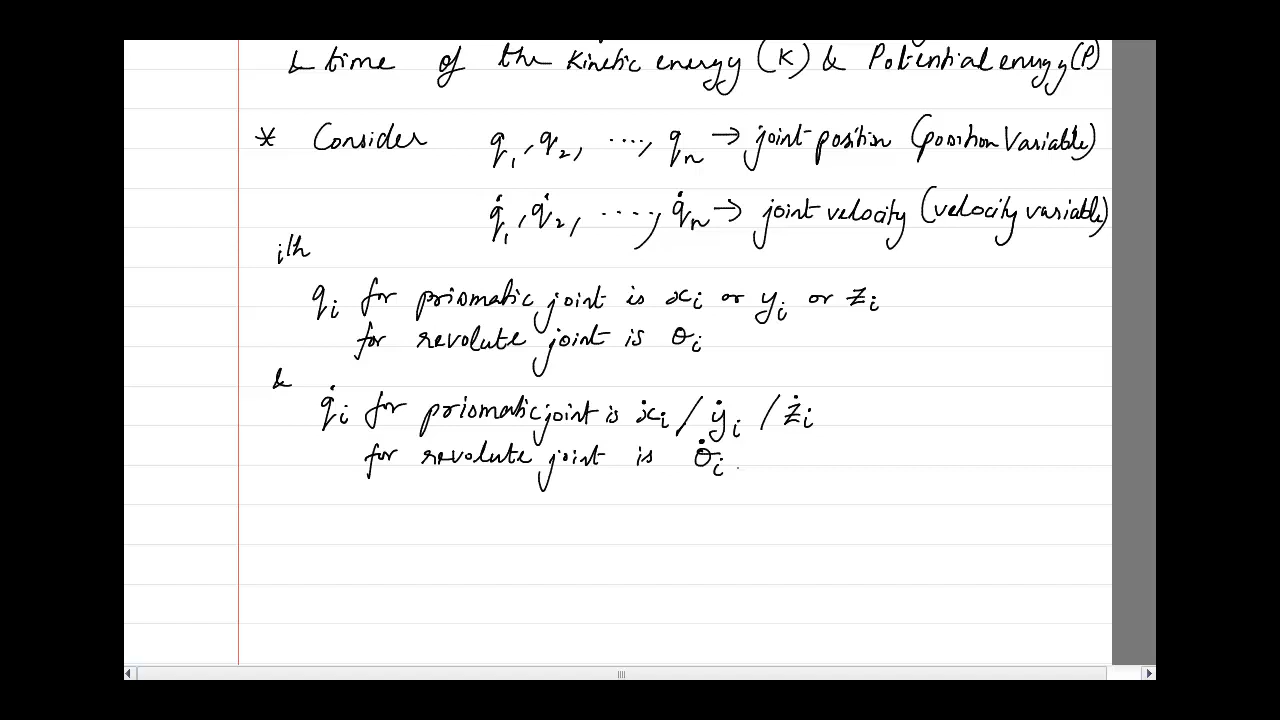 & time of the Kinetic energy (K) & Potential energy (P)
* Consider q₁, q₂, ...., qₙ → joint position (position Variable)
q̇₁, q̇₂, ....., q̇ₙ → joint velocity (velocity variable)
ith
qᵢ for prismatic joint is xᵢ or yᵢ or zᵢ
for revolute joint is θᵢ
&
q̇ᵢ for prismatic joint is ẋᵢ / ẏᵢ / żᵢ
for revolute joint is θ̇ᵢ.